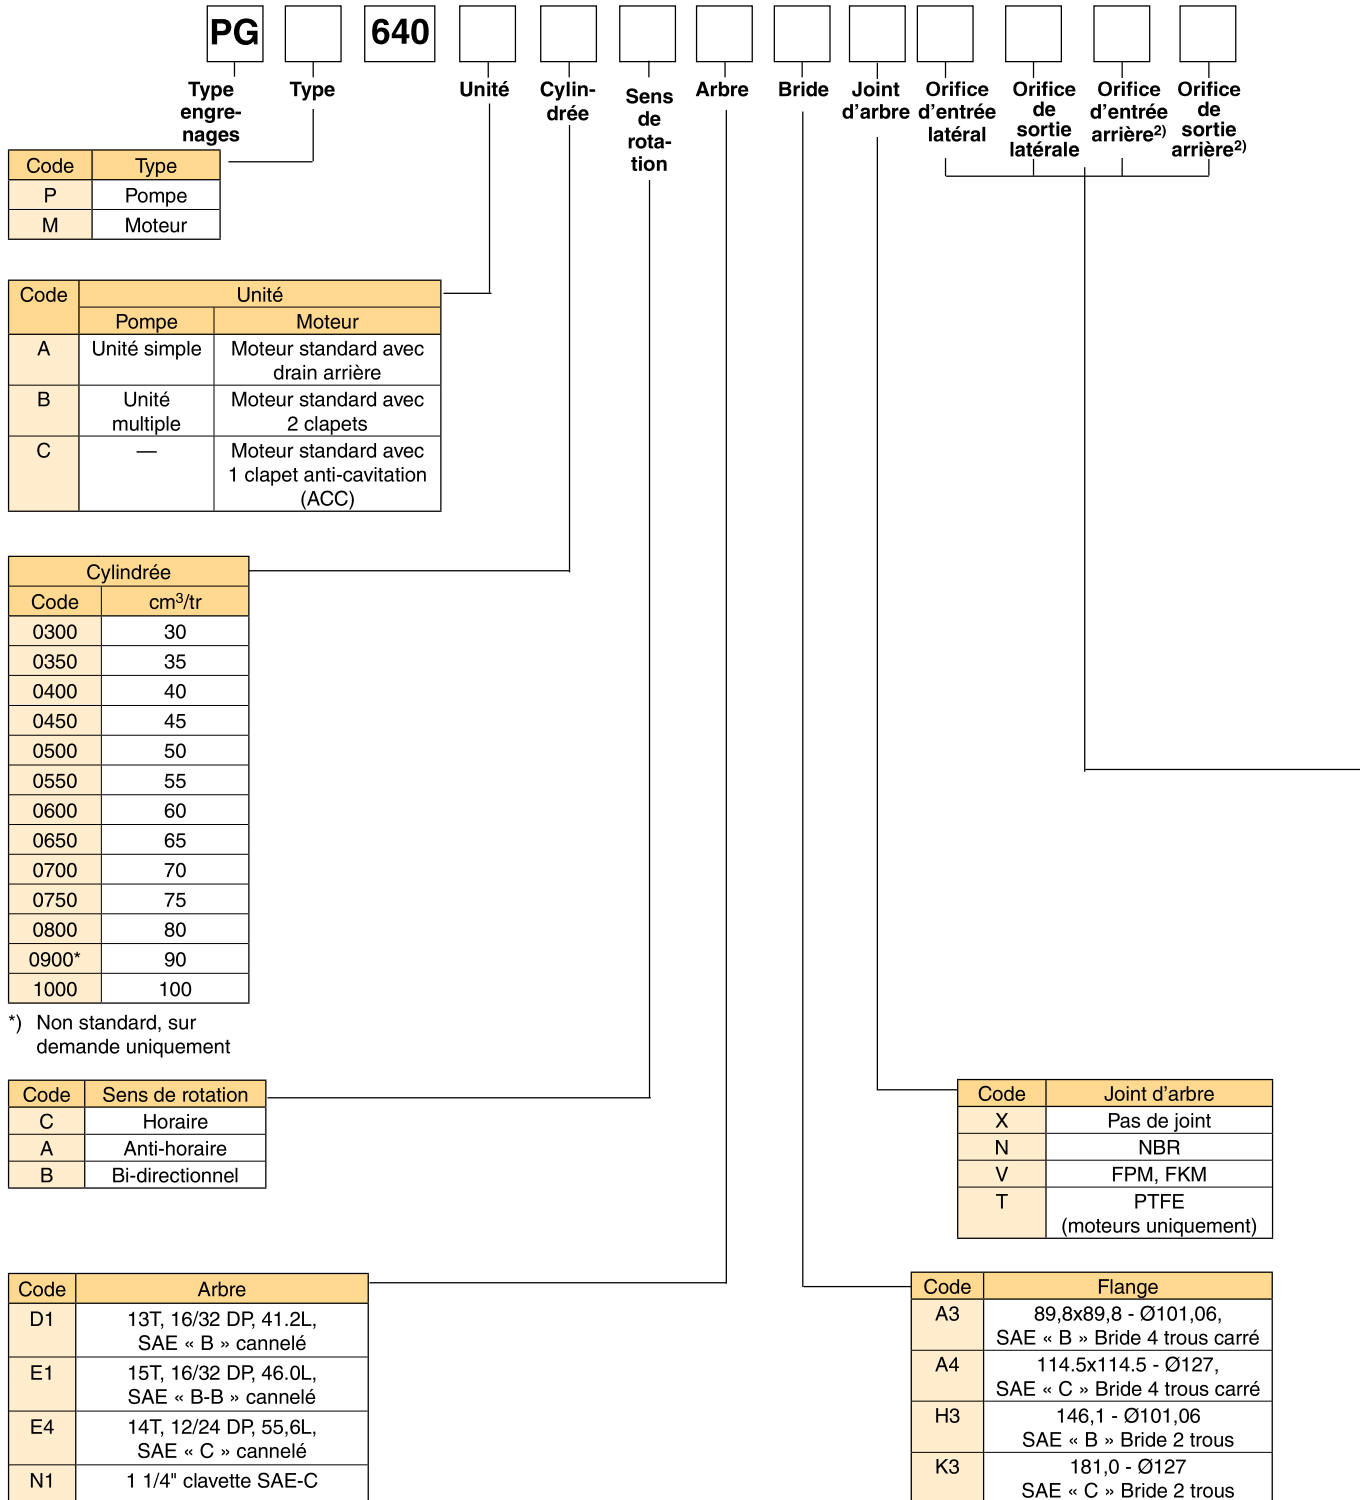 PG 640
Type
engre-
nages
Type
Unité
Cylin-
drée
Sens
de
rota-
tion
Arbre
Bride
Joint
d'arbre
Orifice
d'entrée
latéral
Orifice
de
sortie
latérale
Orifice
d'entrée
arrière2)
Orifice
de
sortie
arrière2)
Code Type
P Pompe
M Moteur
Code Unité
Pompe Moteur
A Unité simple Moteur standard avec
drain arrière
B Unité Moteur standard avec
multiple 2 clapets
C — Moteur standard avec
1 clapet anti-cavitation
(ACC)
Cylindrée
Code cm³/tr
0300 30
0350 35
0400 40
0450 45
0500 50
0550 55
0600 60
0650 65
0700 70
0750 75
0800 80
0900* 90
1000 100
*) Non standard, sur
demande uniquement
Code Sens de rotation
C Horaire
A Anti-horaire
B Bi-directionnel
Code Joint d'arbre
X Pas de joint
N NBR
V FPM, FKM
T PTFE
(moteurs uniquement)
Code Arbre
D1 13T, 16/32 DP, 41.2L,
SAE « B » cannelé
E1 15T, 16/32 DP, 46.0L,
SAE « B-B » cannelé
E4 14T, 12/24 DP, 55,6L,
SAE « C » cannelé
N1 1 1/4" clavette SAE-C
Code Flange
A3 89,8x89,8 - Ø101,06,
SAE « B » Bride 4 trous carré
A4 114.5x114.5 - Ø127,
SAE « C » Bride 4 trous carré
H3 146,1 - Ø101,06
SAE « B » Bride 2 trous
K3 181,0 - Ø127
SAE « C » Bride 2 trous